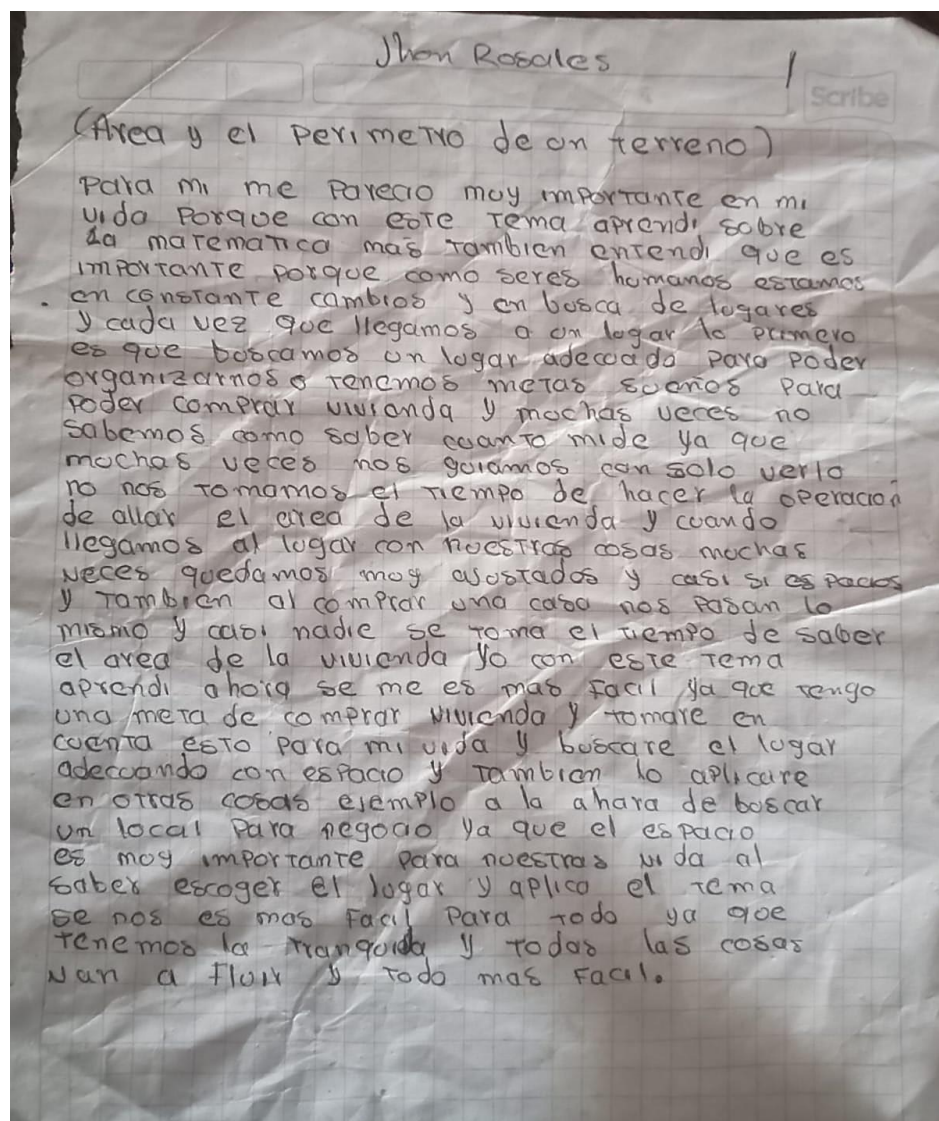 Jhon Rosales
1
Scribe
(Area y el Perimetro de un terreno)
Para mi me Parecio muy importante en mi
vida Porque con este tema aprendi sobre
La matematica mas tambien entendi que es
importante porque como seres humanos estamos
en constante cambios y en busca de lugares
y cada vez que llegamos a un lugar lo primero
es que buscamos un lugar adecuado para poder
organizarnos o tenemos metas sueños para
Poder comprar vivianda y muchas veces no
sabemos como saber cuanto mide ya que
muchas veces nos guiamos con solo verlo
no nos tomamos el tiempo de hacer la operacion
de allar el area de la vivienda y cuando
llegamos al lugar con nuestras cosas muchas
veces quedamos muy ajustados y casi si espacios
y tambien al comprar una casa nos pasan lo
mismo y casi nadie se toma el tiempo de saber
el area de la vivienda yo con este tema
aprendi ahora se me es mas facil ya que tengo
una meta de comprar vivienda y tomare en
cuenta esto para mi vida y buscare el lugar
adecuando con espacio y tambien lo aplicare
en otras cosas ejemplo a la ahara de buscar
un local para negocio ya que el espacio
es muy importante para nuestras vida al
saber escoger el lugar y aplico el tema
se nos es mas facil para todo ya que
tenemos la y todas las cosas
van a fluir y todo mas facil.